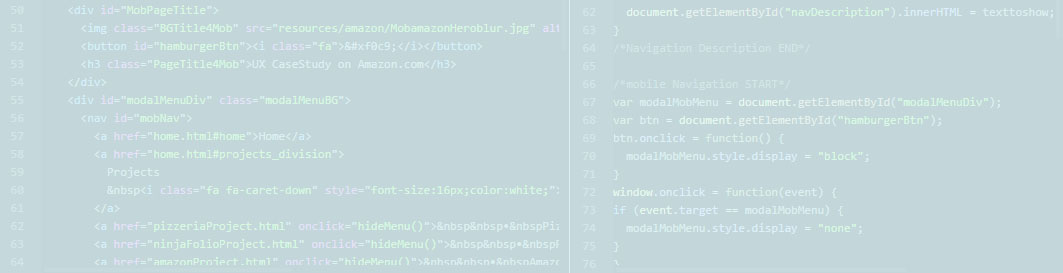 50 <div id="MobPageTitle">
51 <img class="BGTitle4Mob" src="resources/amazon/MobamazonHeroblur.jpg" alt
52 <button id="hamburgerBtn"><i class="fa">&#xf0c9;</i></button>
53 <h3 class="PageTitle4Mob">UX CaseStudy on Amazon.com</h3>
54 </div>
55 <div id="modalMenuDiv" class="modalMenuBG">
56 <nav id="mobNav">
57 <a href="home.html#home">Home</a>
58 <a href="home.html#projects_division">
59 Projects
60 &nbsp<i class="fa fa-caret-down" style="font-size:16px;color:white;">
61 </a>
62 <a href="pizzeriaProject.html" onclick="hideMenu()">&nbsp&nbsp•&nbspPiz
63 <a href="ninjaFolioProject.html" onclick="hideMenu()">&nbsp&nbsp•&nbsp
64 <a href="amazonProject.html" onclick="hideMenu()">&nbsp&nbsp•&nbspAmazo
62 document.getElementById("navDescription").innerHTML = texttoshow;
63 }
64 /*Navigation Description END*/
65
66 /*mobile Navigation START*/
67 var modalMobMenu = document.getElementById("modalMenuDiv");
68 var btn = document.getElementById("hamburgerBtn");
69 btn.onclick = function() {
70 modalMobMenu.style.display = "block";
71 }
72 window.onclick = function(event) {
73 if (event.target == modalMobMenu) {
74 modalMobMenu.style.display = "none";
75 }
76 }